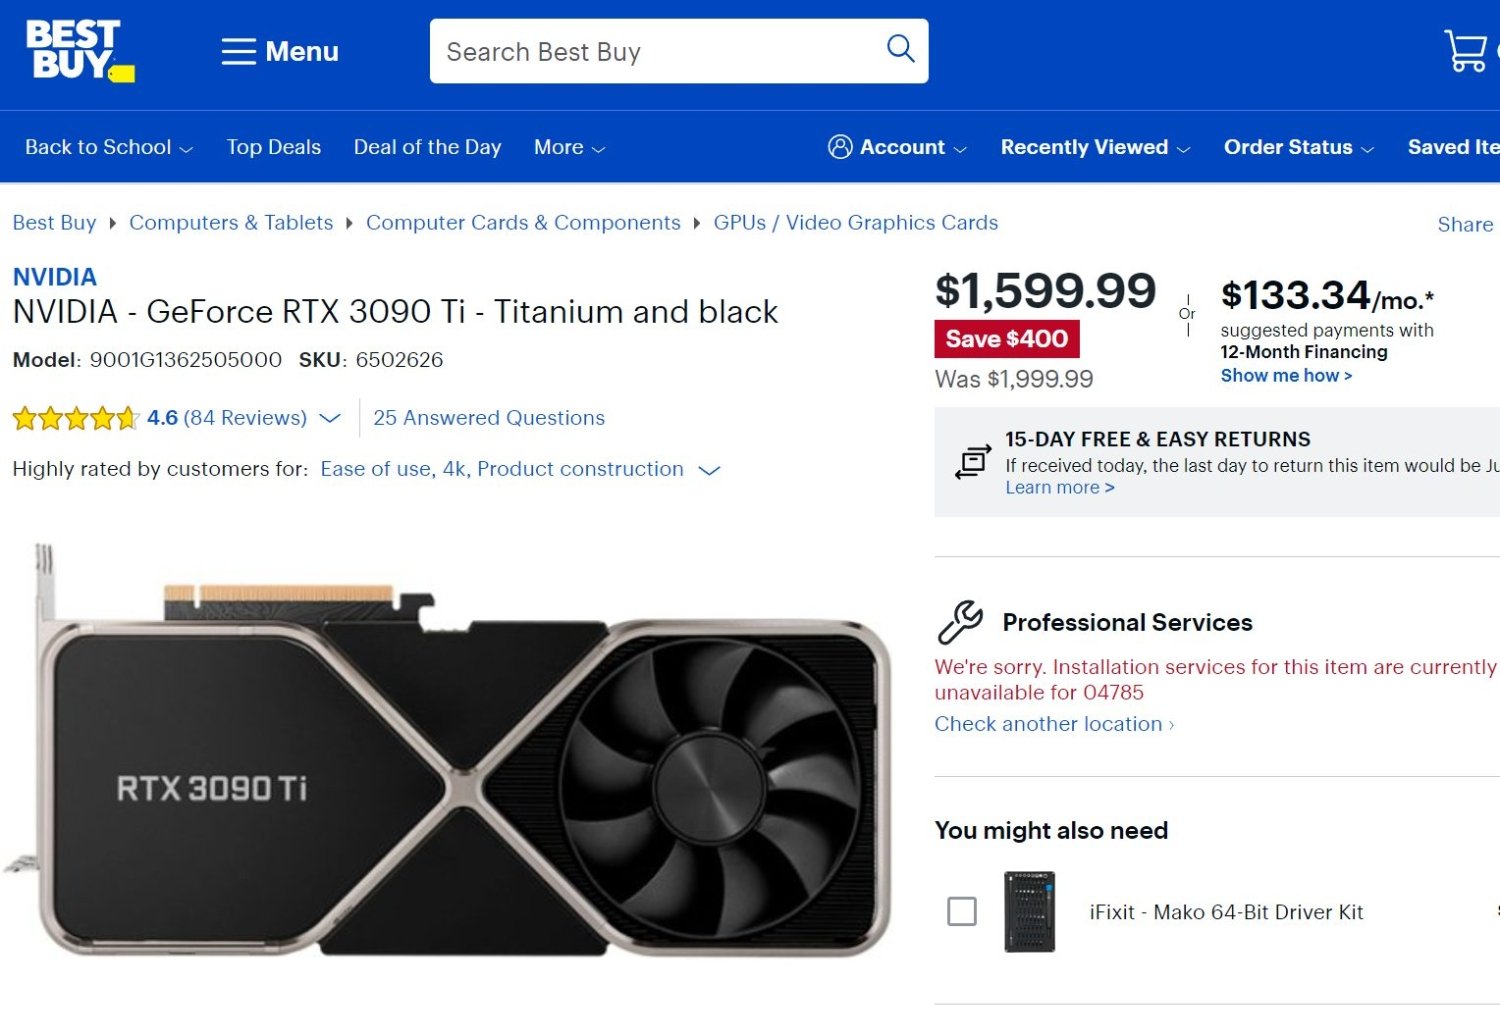 BEST
BUY
Menu
Search Best Buy
Back to School
Top Deals
Deal of the Day
More
Account
Recently Viewed
Order Status
Saved Ite
Best Buy
Computers & Tablets
Computer Cards & Components
GPUs / Video Graphics Cards
Share
NVIDIA
NVIDIA - GeForce RTX 3090 Ti - Titanium and black
Model: 9001G1362505000 SKU: 6502626
4.6 (84 Reviews)
25 Answered Questions
Highly rated by customers for: Ease of use, 4k, Product construction
RTX 3090 Ti
$1,599.99
Save $400
Was $1,999.99
Or
$133.34/mo.*
suggested payments with
12-Month Financing
Show me how >
15-DAY FREE & EASY RETURNS
If received today, the last day to return this item would be Ju
Learn more >
Professional Services
We're sorry. Installation services for this item are currently
unavailable for 04785
Check another location ›
You might also need
iFixit - Mako 64-Bit Driver Kit